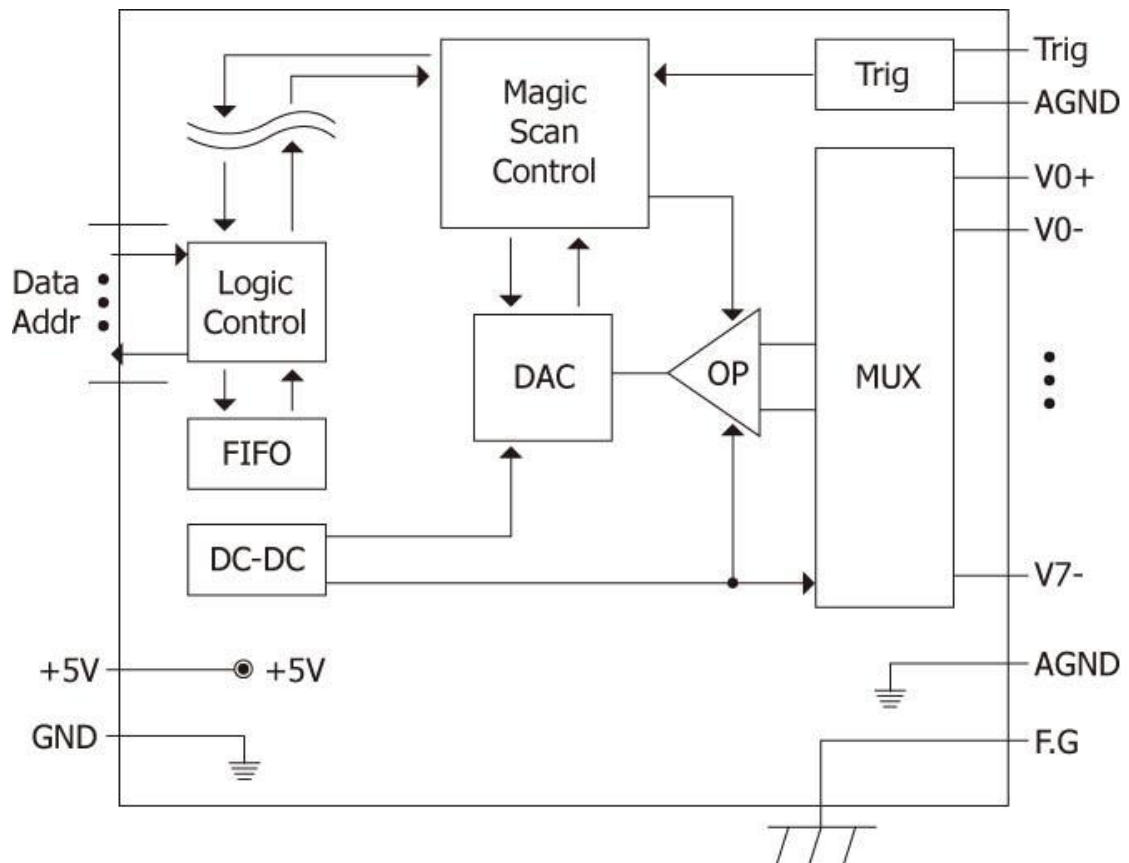 Trig
Trig
AGND
Magic
Scan
Control
V0+
V0-
Data
Addr
Logic
Control
DAC
OP
MUX
FIFO
DC-DC
V7-
+5V
+5V
AGND
GND
F.G